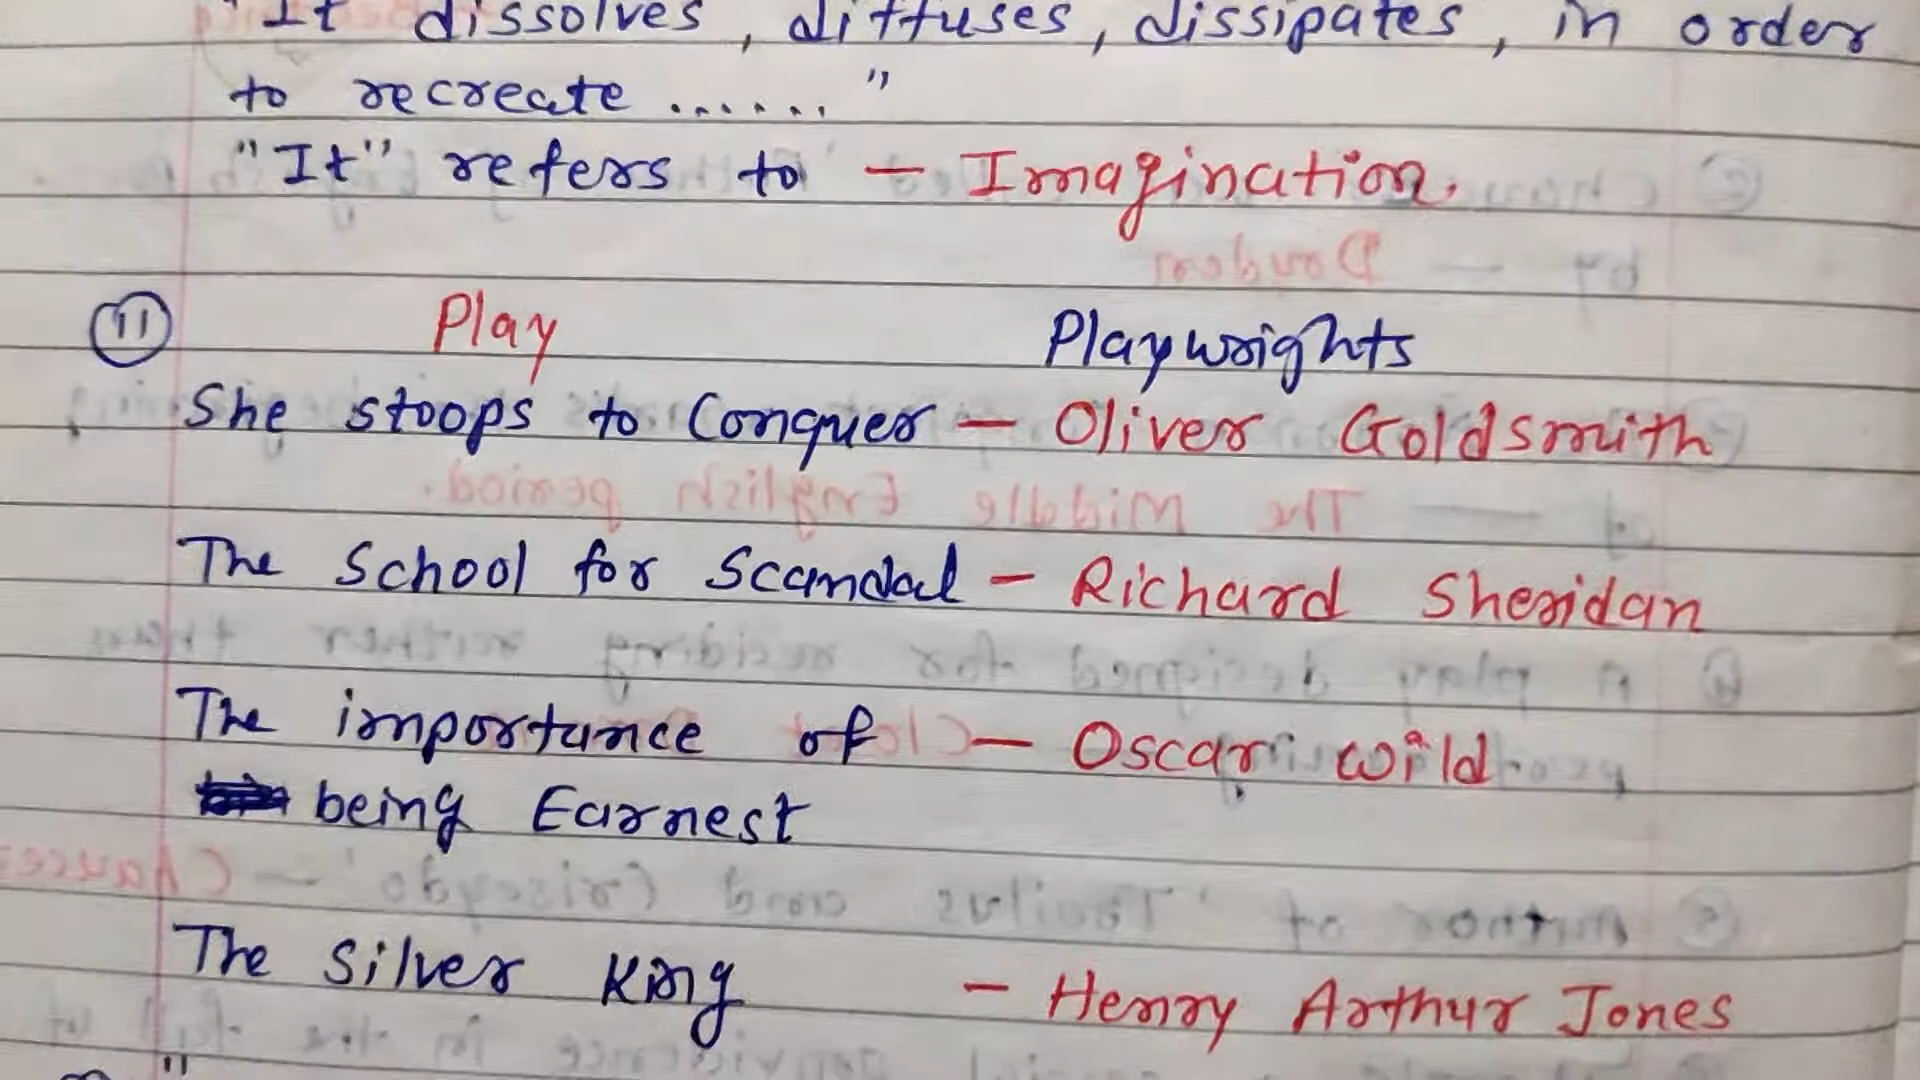 "It dissolves, diffuses, dissipates, in order
to recreate ......"
"It" refers to - Imagination.
11 Play Playwrights
She stoops to Conquer - Oliver Goldsmith
The School for Scandal - Richard Sheridan
The importance of - Oscar wild
being Earnest
The Silver King - Henry Arthur Jones